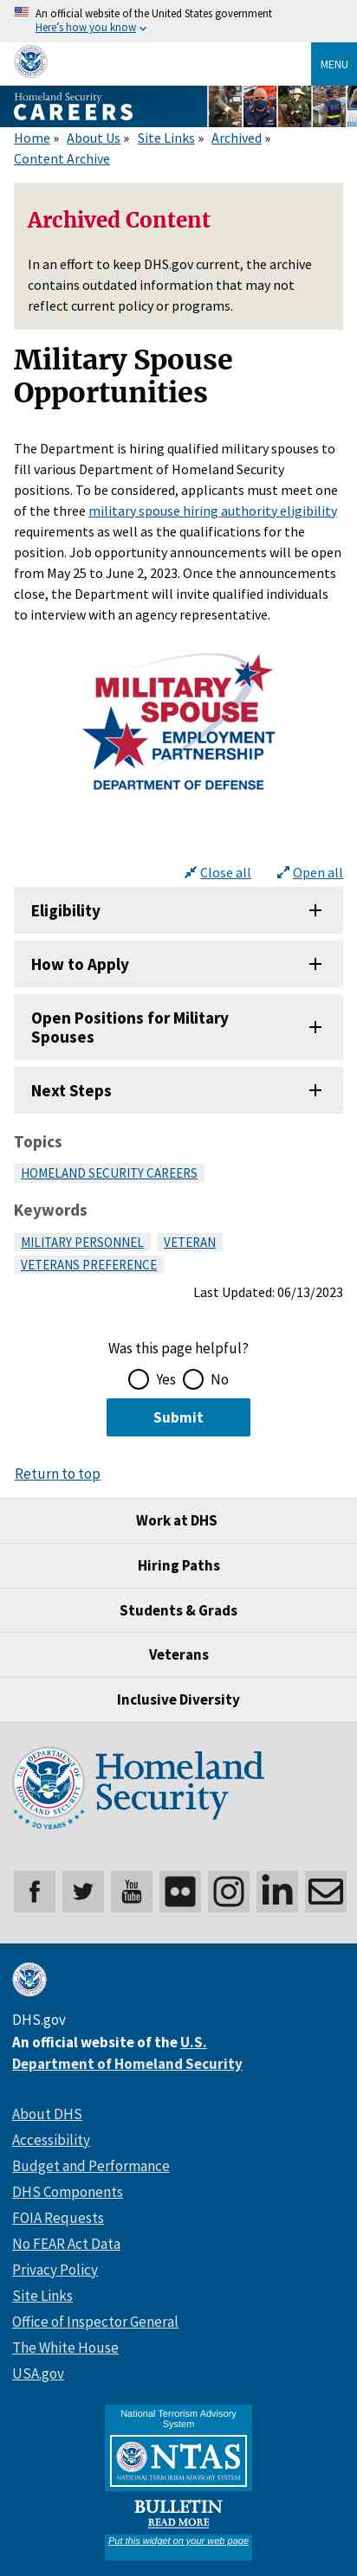 An official website of the United States government
Here's how you know
MENU
Homeland Security
CAREERS
Home » About Us » Site Links » Archived »
Content Archive
Archived Content
In an effort to keep DHS.gov current, the archive
contains outdated information that may not
reflect current policy or programs.
Military Spouse
Opportunities
The Department is hiring qualified military spouses to
fill various Department of Homeland Security
positions. To be considered, applicants must meet one
of the three military spouse hiring authority eligibility
requirements as well as the qualifications for the
position. Job opportunity announcements will be open
from May 25 to June 2, 2023. Once the announcements
close, the Department will invite qualified individuals
to interview with an agency representative.
MILITARY
SPOUSE
EMPLOYMENT
PARTNERSHIP
DEPARTMENT OF DEFENSE
Close all Open all
Eligibility
How to Apply
Open Positions for Military
Spouses
Next Steps
Topics
HOMELAND SECURITY CAREERS
Keywords
MILITARY PERSONNEL VETERAN
VETERANS PREFERENCE
Last Updated: 06/13/2023
Was this page helpful?
Yes No
Submit
Return to top
Work at DHS
Hiring Paths
Students & Grads
Veterans
Inclusive Diversity
U.S. DEPARTMENT OF
HOMELAND SECURITY
20 YEARS
Homeland
Security
You
Tube
DHS.gov
An official website of the U.S.
Department of Homeland Security
About DHS
Accessibility
Budget and Performance
DHS Components
FOIA Requests
No FEAR Act Data
Privacy Policy
Site Links
Office of Inspector General
The White House
USA.gov
National Terrorism Advisory
System
NTAS
NATIONAL TERRORISM ADVISORY SYSTEM
BULLETIN
READ MORE
Put this widget on your web page